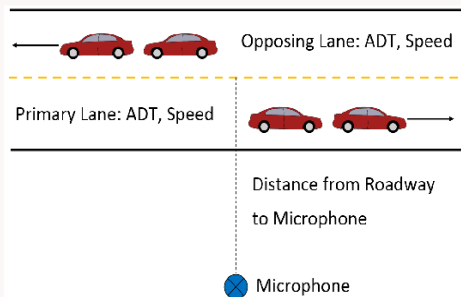 Opposing Lane: ADT, Speed
Primary Lane: ADT, Speed
Distance from Roadway
to Microphone
Microphone